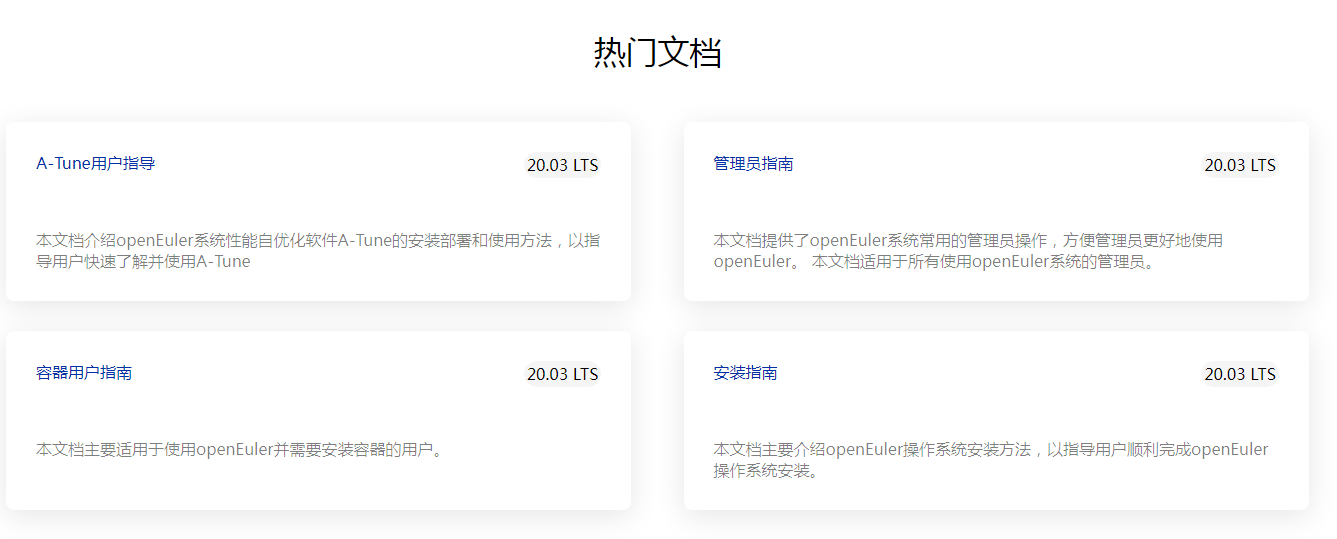 热门文档
A-Tune用户指导
20.03 LTS
本文档介绍openEuler系统性能自优化软件A-Tune的安装部署和使用方法，以指
导用户快速了解并使用A-Tune
管理员指南
20.03 LTS
本文档提供了openEuler系统常用的管理员操作，方便管理员更好地使用
openEuler。 本文档适用于所有使用openEuler系统的管理员。
容器用户指南
20.03 LTS
本文档主要适用于使用openEuler并需要安装容器的用户。
安装指南
20.03 LTS
本文档主要介绍openEuler操作系统安装方法，以指导用户顺利完成openEuler
操作系统安装。